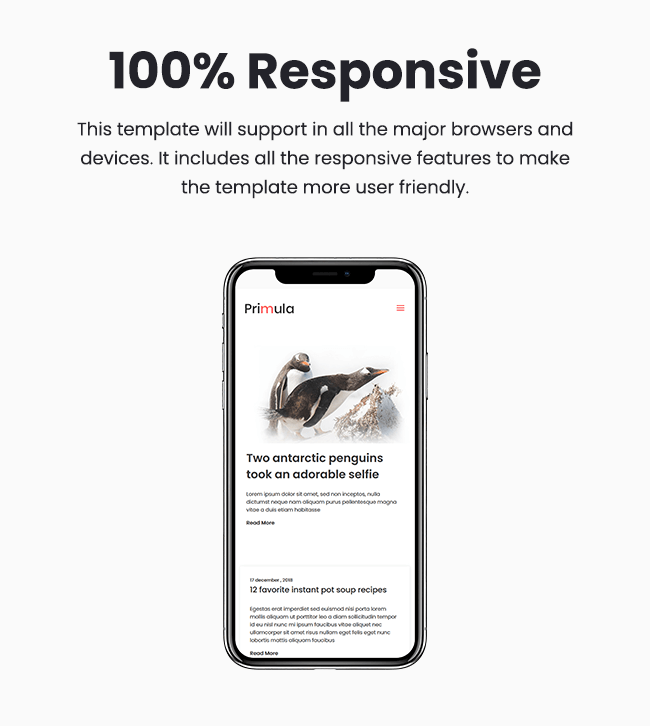 100% Responsive
This template will support in all the major browsers and
devices. It includes all the responsive features to make
the template more user friendly.
Primula
Two antarctic penguins
took an adorable selfie
Lorem ipsum dolor sit amet, sed non inceptos, nulla
dictumst neque nam aliquam purus pellentesque magna
vitae a duis etiam habitasse
Read More
17 december , 2018
12 favorite instant pot soup recipes
Egestas erat imperdiet sed euismod nisi porta lorem
mollis aliquam ut porttitor leo a diam sollicitudin tempor
id eu nisl nunc mi ipsum faucibus vitae aliquet nec
ullamcorper sit amet risus nullam eget felis eget nunc
lobortis mattis aliquam faucibus
Read More